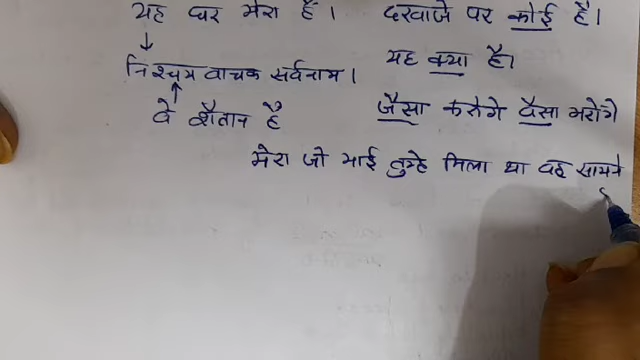 यह घर मेरा है। दरवाजे पर कोई है।
निश्चय वाचक सर्वनाम। यह क्या है।
वे शैतान है जैसा करोगे वैसा भरोगे
मेरा जो भाई तुम्हे मिला था वह सामने